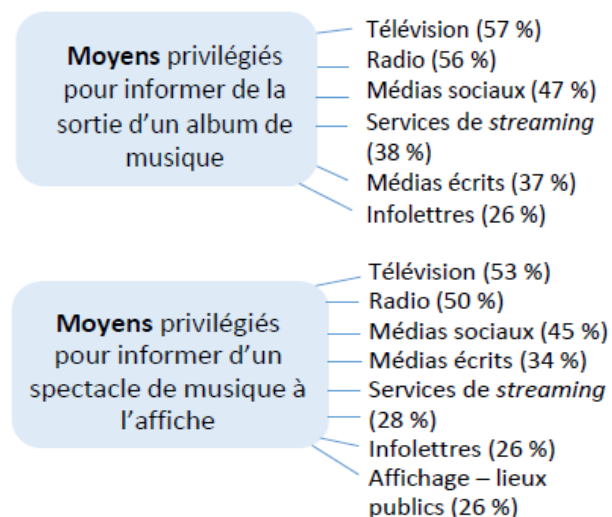 Moyens privilégiés
pour informer de la
sortie d'un album de
musique
Télévision (57 %)
Radio (56 %)
Médias sociaux (47 %)
Services de streaming
(38 %)
Médias écrits (37 %)
Infolettres (26 %)
Moyens privilégiés
pour informer d'un
spectacle de musique à
l'affiche
Télévision (53 %)
Radio (50 %)
Médias sociaux (45 %)
Médias écrits (34 %)
Services de streaming
(28 %)
Infolettres (26 %)
Affichage – lieux
publics (26 %)